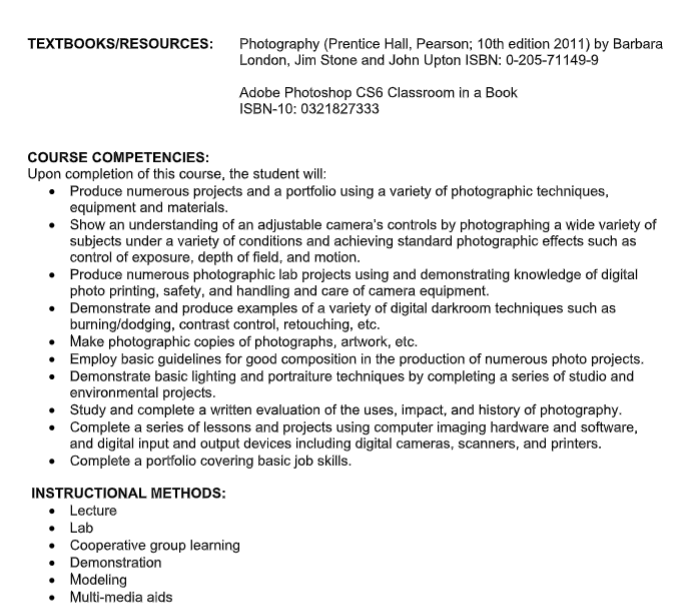 TEXTBOOKS/RESOURCES: Photography (Prentice Hall, Pearson; 10th edition 2011) by Barbara
London, Jim Stone and John Upton ISBN: 0-205-71149-9
Adobe Photoshop CS6 Classroom in a Book
ISBN-10: 0321827333
COURSE COMPETENCIES:
Upon completion of this course, the student will:
• Produce numerous projects and a portfolio using a variety of photographic techniques,
equipment and materials.
• Show an understanding of an adjustable camera's controls by photographing a wide variety of
subjects under a variety of conditions and achieving standard photographic effects such as
control of exposure, depth of field, and motion.
• Produce numerous photographic lab projects using and demonstrating knowledge of digital
photo printing, safety, and handling and care of camera equipment.
• Demonstrate and produce examples of a variety of digital darkroom techniques such as
burning/dodging, contrast control, retouching, etc.
• Make photographic copies of photographs, artwork, etc.
• Employ basic guidelines for good composition in the production of numerous photo projects.
• Demonstrate basic lighting and portraiture techniques by completing a series of studio and
environmental projects.
• Study and complete a written evaluation of the uses, impact, and history of photography.
• Complete a series of lessons and projects using computer imaging hardware and software,
and digital input and output devices including digital cameras, scanners, and printers.
• Complete a portfolio covering basic job skills.
INSTRUCTIONAL METHODS:
• Lecture
• Lab
• Cooperative group learning
• Demonstration
• Modeling
• Multi-media aids